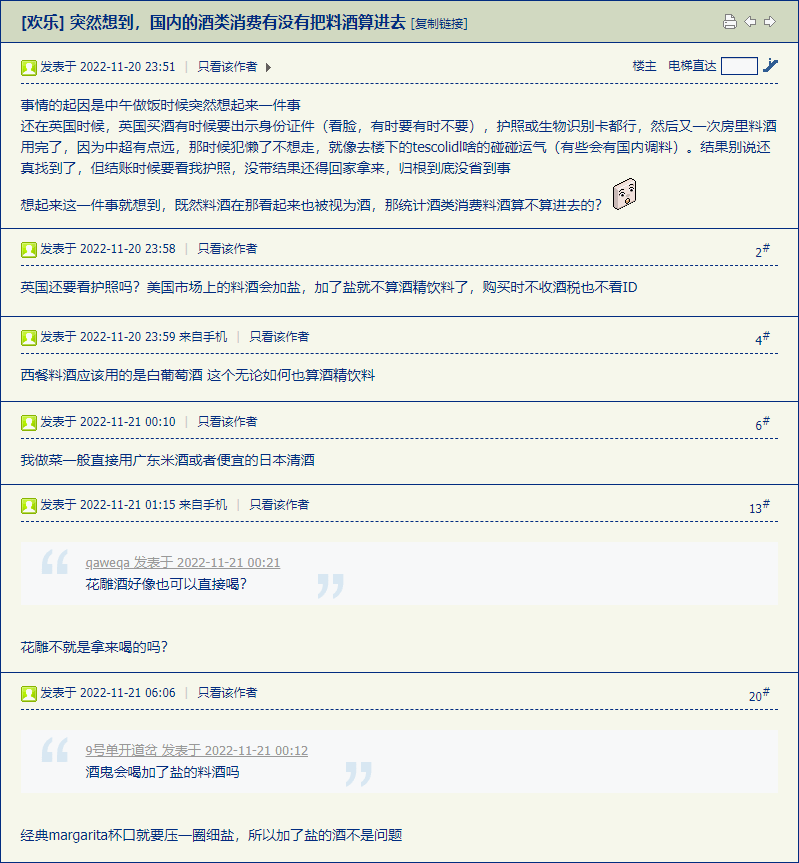 [欢乐] 突然想到，国内的酒类消费有没有把料酒算进去 [复制链接]
发表于 2022-11-20 23:51 | 只看该作者 楼主 电梯直达
事情的起因是中午做饭时候突然想起来一件事
还在英国时候，英国买酒有时候要出示身份证件（看脸，有时要有时不要），护照或生物识别卡都行，然后又一次房里料酒
用完了，因为中超有点远，那时候犯懒了不想走，就像去楼下的tescolidl啥的碰碰运气（有些会有国内调料）。结果别说还
真找到了，但结账时候要看我护照，没带结果还得回家拿来，归根到底没省到事
想起来这一件事就想到，既然料酒在那看起来也被视为酒，那统计酒类消费料酒算不算进去的？
发表于 2022-11-20 23:58 | 只看该作者 2#
英国还要看护照吗？美国市场上的料酒会加盐，加了盐就不算酒精饮料了，购买时不收酒税也不看ID
发表于 2022-11-20 23:59 来自手机 | 只看该作者 4#
西餐料酒应该用的是白葡萄酒 这个无论如何也算酒精饮料
发表于 2022-11-21 00:10 | 只看该作者 6#
我做菜一般直接用广东米酒或者便宜的日本清酒
发表于 2022-11-21 01:15 来自手机 | 只看该作者 13#
qaweqa 发表于 2022-11-21 00:21
花雕酒好像也可以直接喝？
花雕不就是拿来喝的吗？
发表于 2022-11-21 06:06 | 只看该作者 20#
9号单开道岔 发表于 2022-11-21 00:12
酒鬼会喝加了盐的料酒吗
经典margarita杯口就要压一圈细盐，所以加了盐的酒不是问题